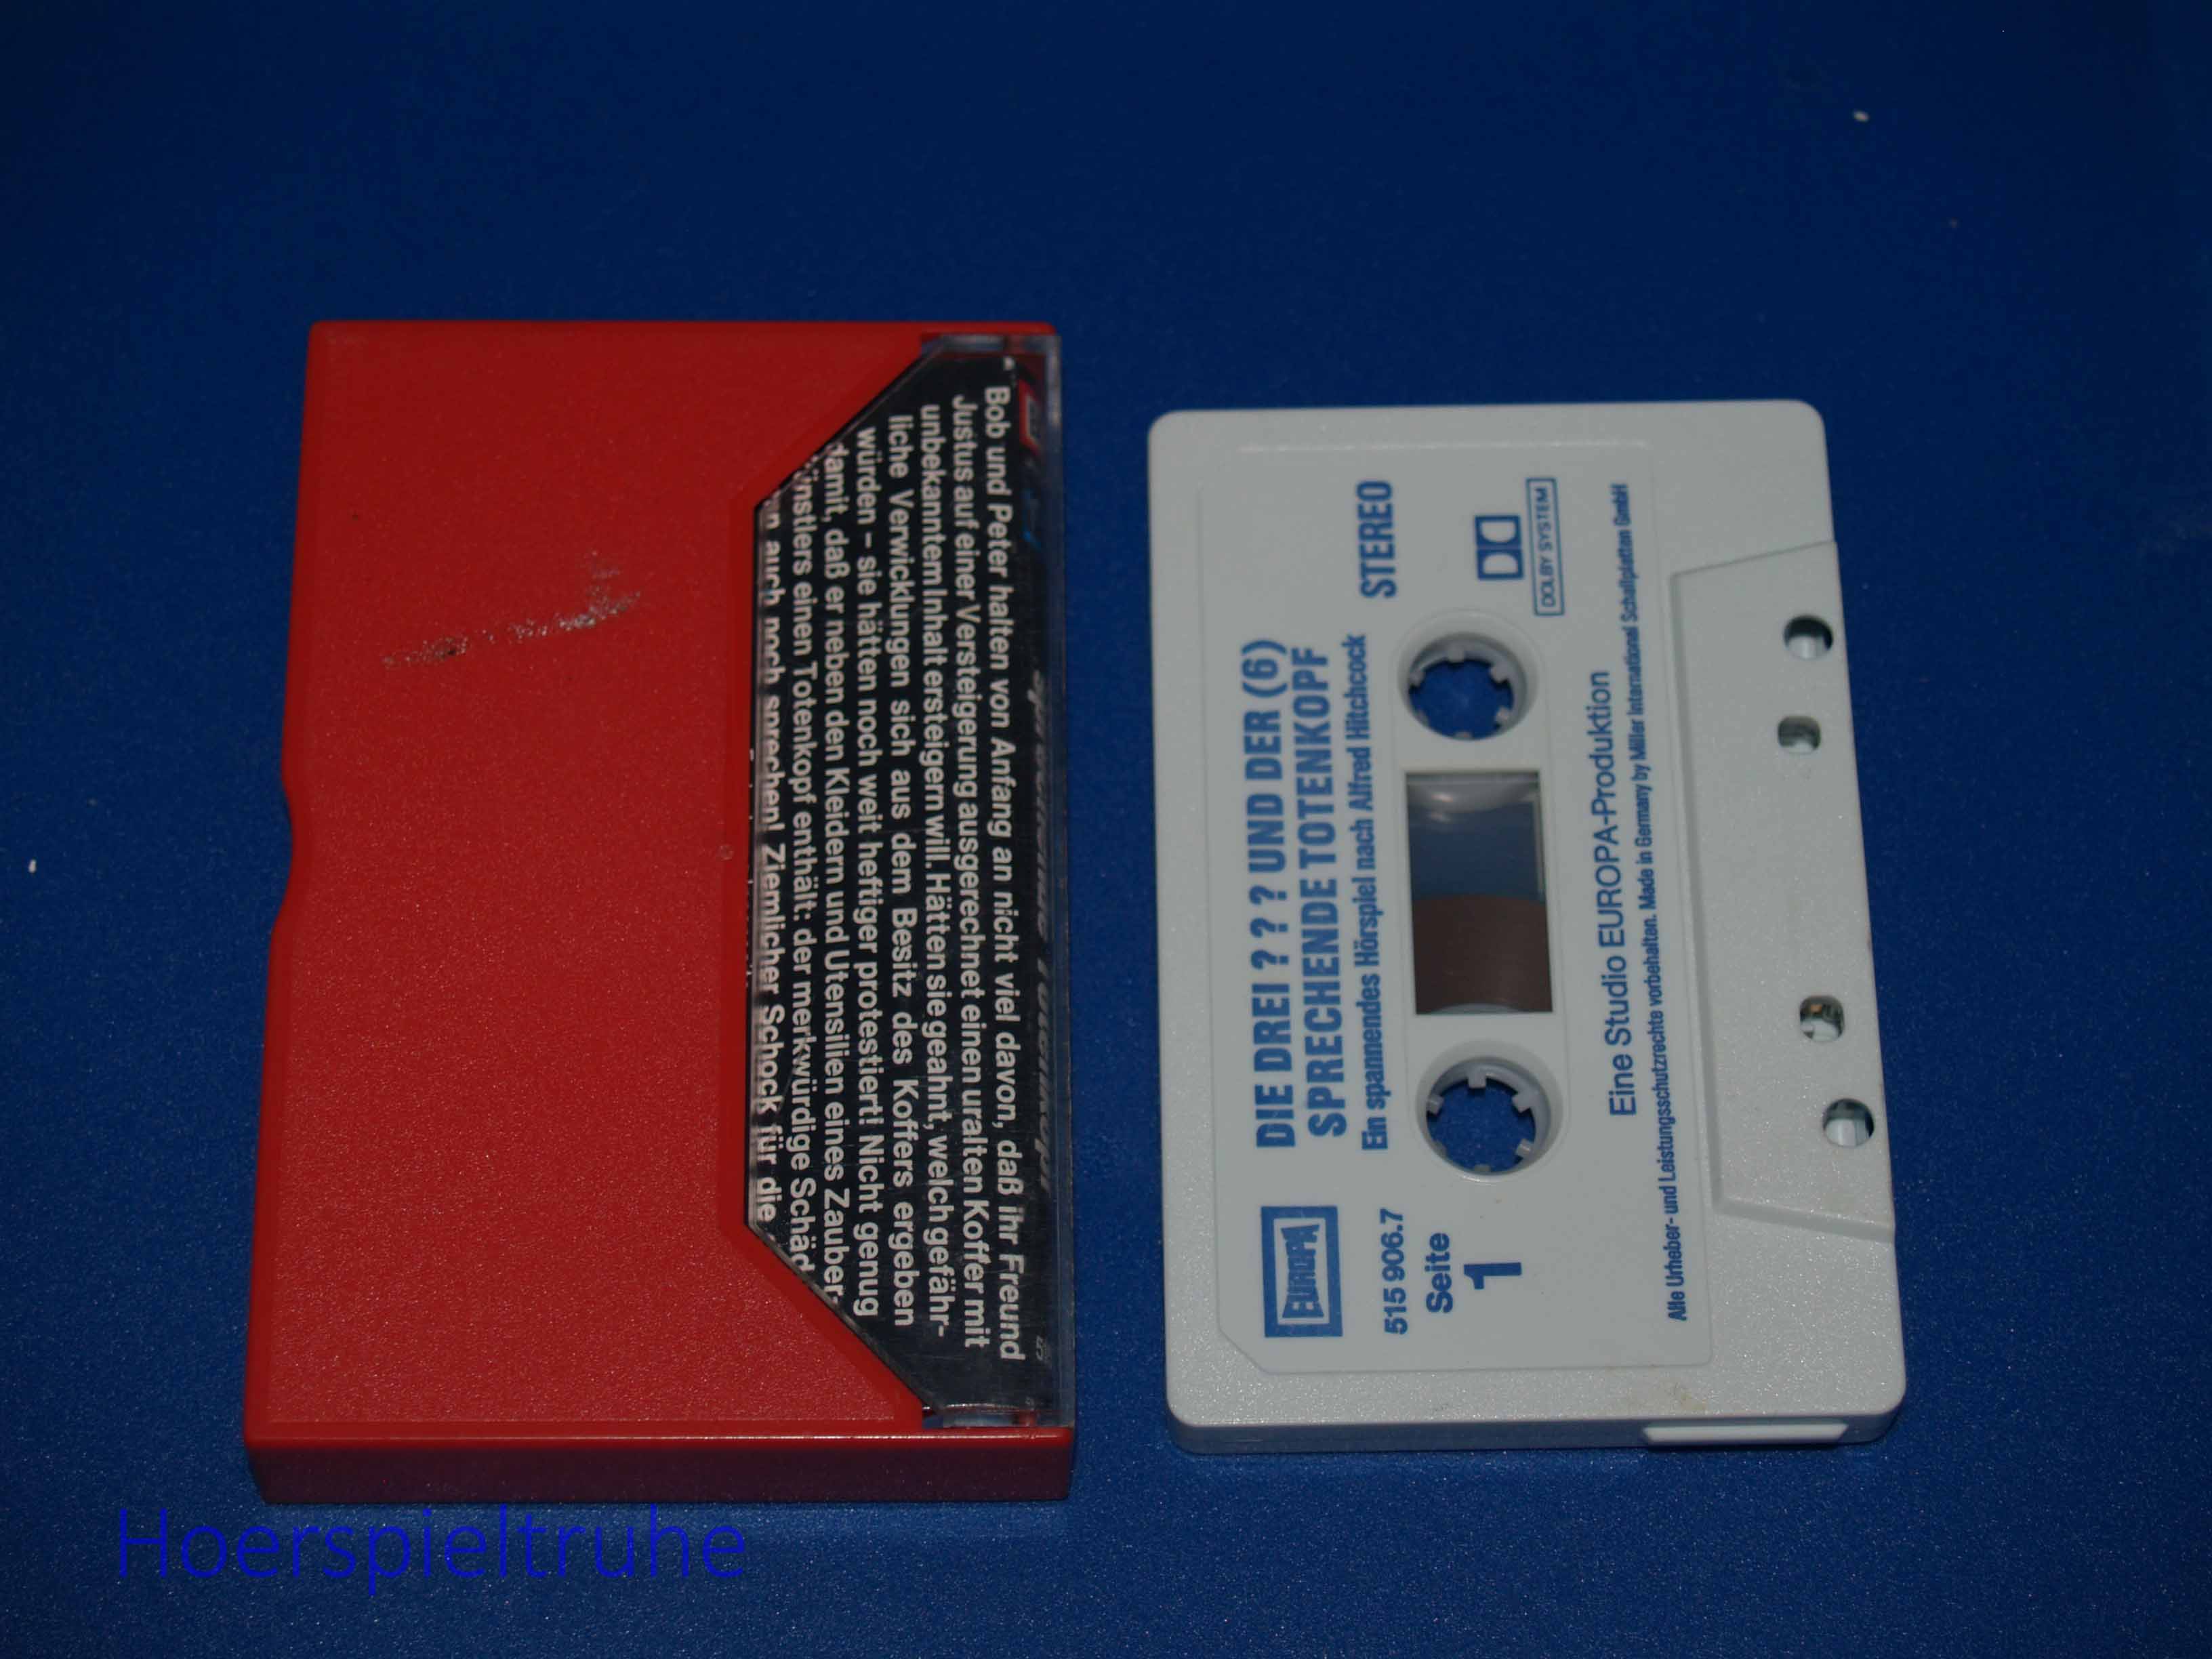 Bob und Peter halten von Anfang an nicht viel davon, daß ihr Freund
Justus auf einer Versteigerung ausgerechnet einen uralten Koffer mit
unbekanntem Inhalt ersteigern will. Hätten sie geahnt, welch gefähr-
liche Verwicklungen sich aus dem Besitz des Koffers ergeben
würden – sie hätten noch weit heftiger protestiert! Nicht genug
damit, daß er neben den Kleidern und Utensilien eines Zauber-
künstlers einen Totenkopf enthält: der merkwürdige Schäd
auch noch sprechen! Ziemlicher Schock für die
DIE DREI ? ? ? UND DER (6)
SPRECHENDE TOTENKOPF
Ein spannendes Hörspiel nach Alfred Hitchcock
STEREO
EUROPA
515 906.7
Seite
1
DOLBY SYSTEM
Eine Studio EUROPA-Produktion
Alle Urheber- und Leistungsschutzrechte vorbehalten. Made in Germany by Miller International Schallplatten GmbH
Hoerspieltruhe